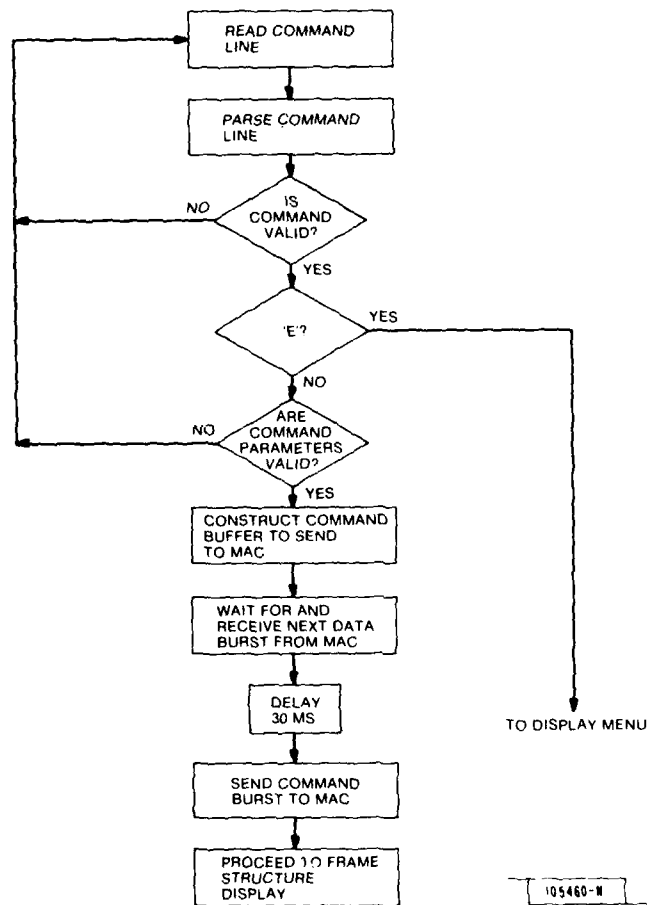 READ COMMAND
LINE
PARSE COMMAND
LINE
IS
COMMAND
VALID?
NO
YES
'E'?
YES
NO
ARE
COMMAND
PARAMETERS
VALID?
NO
YES
CONSTRUCT COMMAND
BUFFER TO SEND
TO MAC
WAIT FOR AND
RECEIVE NEXT DATA
BURST FROM MAC
DELAY
30 MS
TO DISPLAY MENU
SEND COMMAND
BURST TO MAC
PROCEED TO FRAME
STRUCTURE
DISPLAY
105460-N